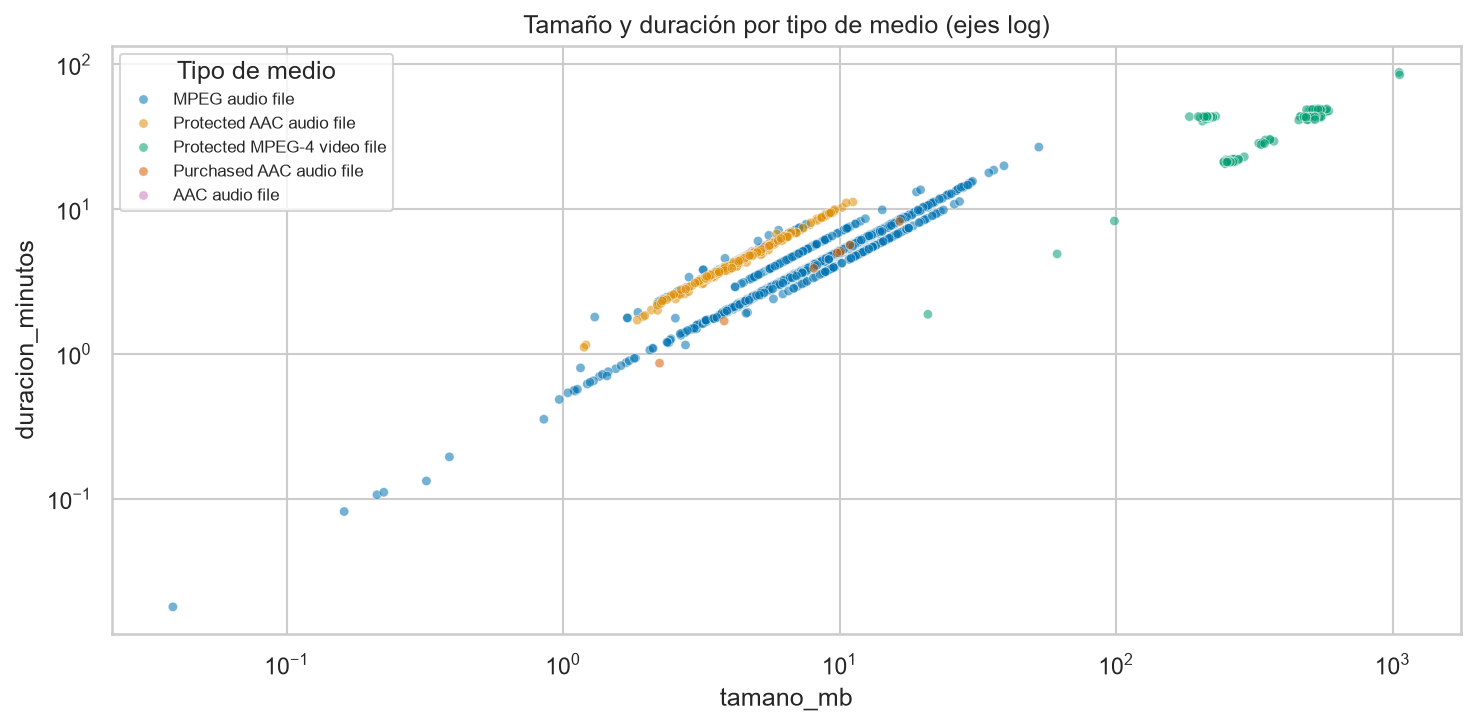 Tamaño y duración por tipo de medio (ejes log)
Tipo de medio
MPEG audio file
Protected AAC audio file
Protected MPEG-4 video file
Purchased AAC audio file
AAC audio file
duracion_minutos
10²
10¹
10⁰
10⁻¹
10⁻¹
10⁰
10¹
10²
10³
tamano_mb